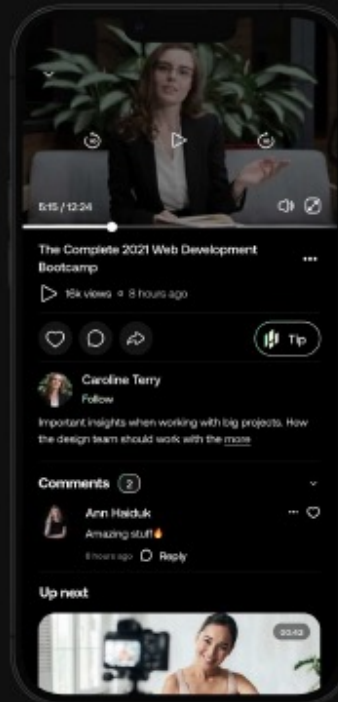 5:15 / 12:24
The Complete 2021 Web Development
Bootcamp
16k views 8 hours ago
Tip
Caroline Terry
Follow
Important insights when working with big projects. How
the design team should work with the more
Comments 2
Ann Haiduk
Amazing stuff🔥
8 hours ago Reply
Up next